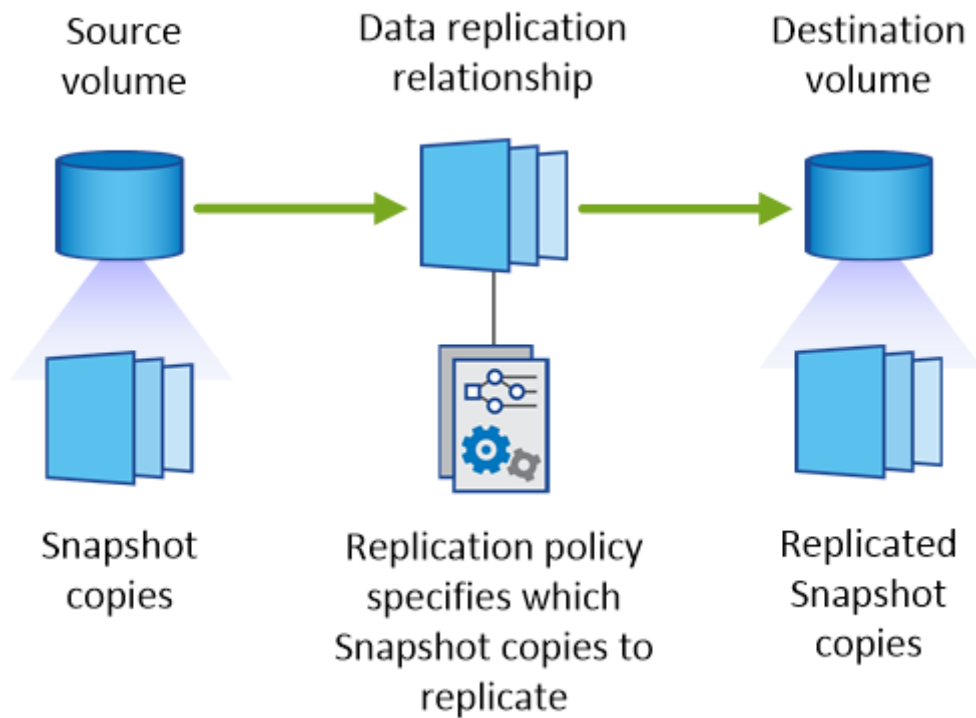 Source
volume
Data replication
relationship
Destination
volume
Snapshot
copies
Replication policy
specifies which
Snapshot copies to
replicate
Replicated
Snapshot
copies